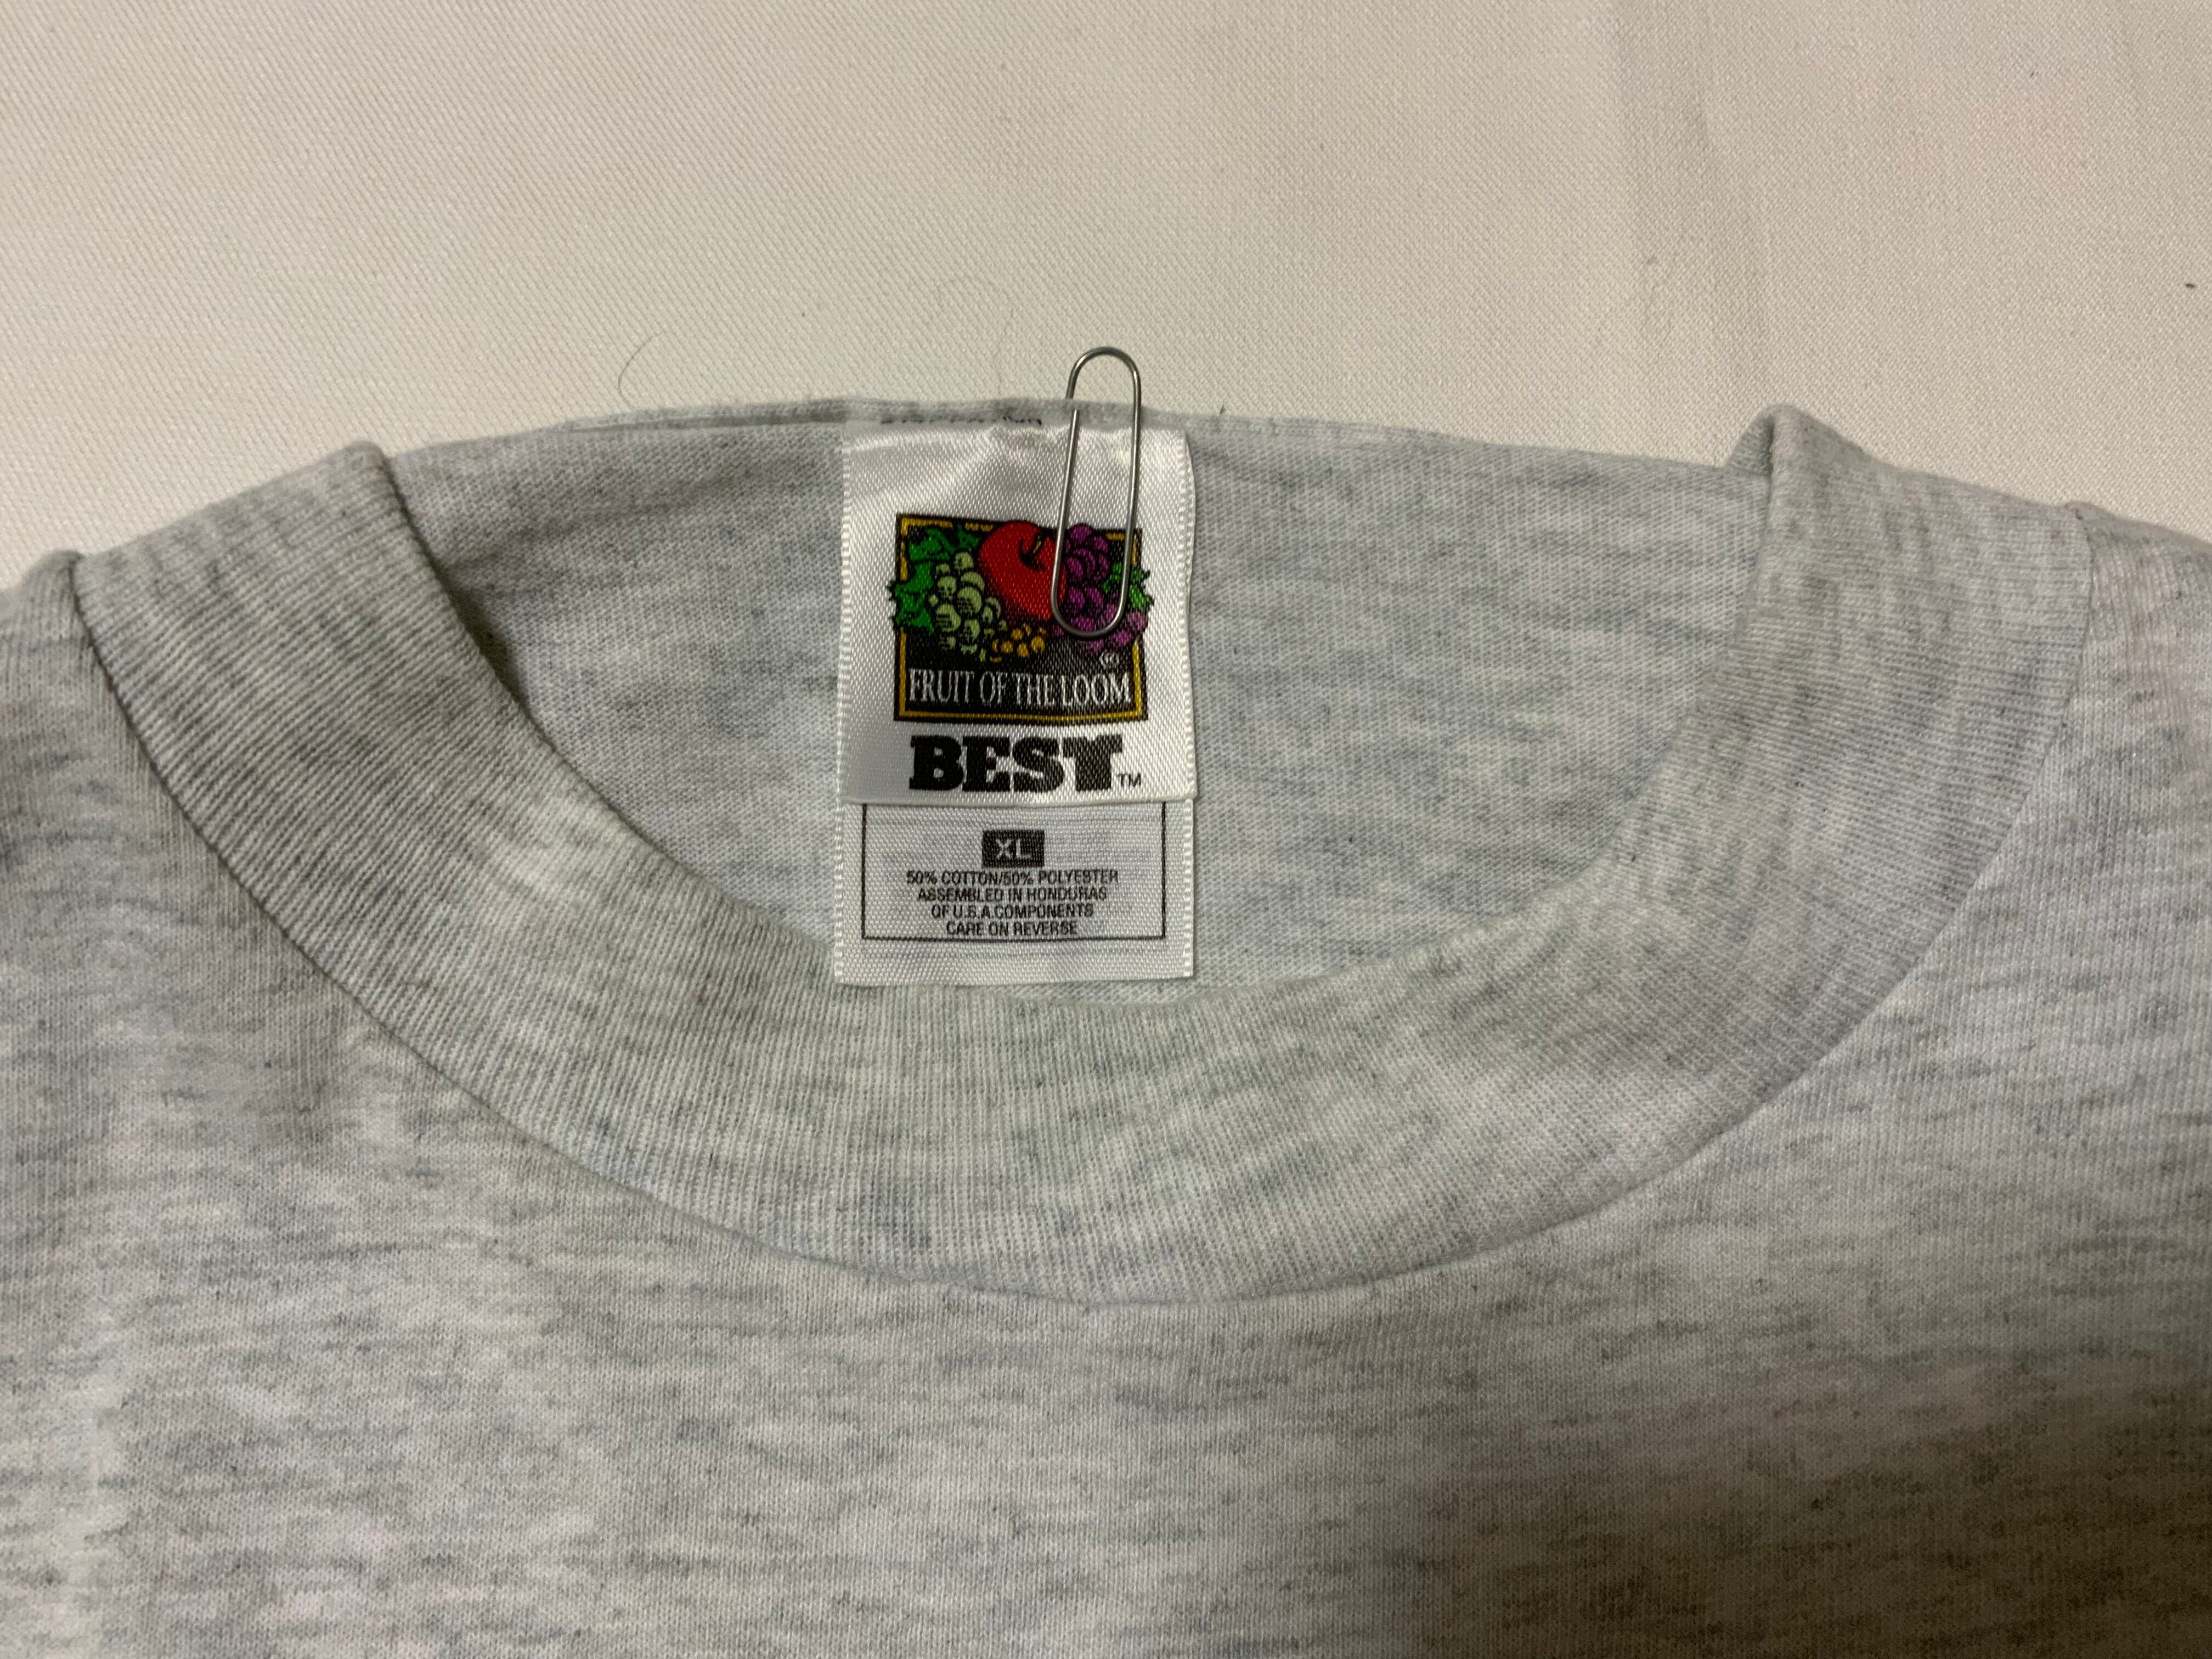 ®
FRUIT OF THE LOOM
BEST™
XL
50% COTTON/50% POLYESTER
ASSEMBLED IN HONDURAS
OF U.S.A.COMPONENTS
CARE ON REVERSE